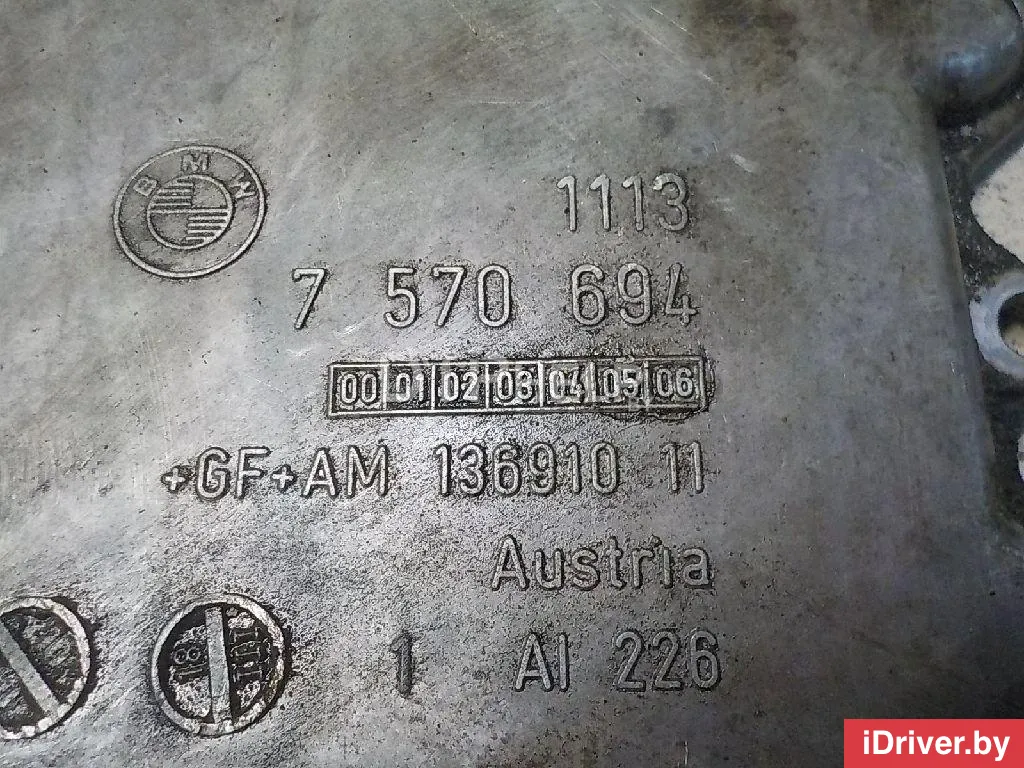 BMW
1113
7 570 694
00 01 02 03 04 05 06
+GF+AM 136910 11
Austria
1 Al 226
iDriver.by